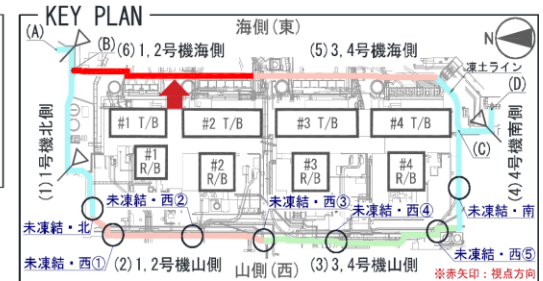 KEY PLAN
海側(東)
(A)
(B)
(6) 1, 2号機海側
(5) 3, 4号機海側
N
凍土ライン
(D)
#1 T/B
#2 T/B
#3 T/B
#4 T/B
(1) 1号機北側
#1
R/B
#2
R/B
#3
R/B
#4
R/B
(C)
(4) 4号機南側
未凍結・西②
未凍結・西③
未凍結・西④
未凍結・南
未凍結・北
未凍結・西①
未凍結・西⑤
(2) 1, 2号機山側
山側(西)
(3) 3, 4号機山側
※赤矢印：視点方向